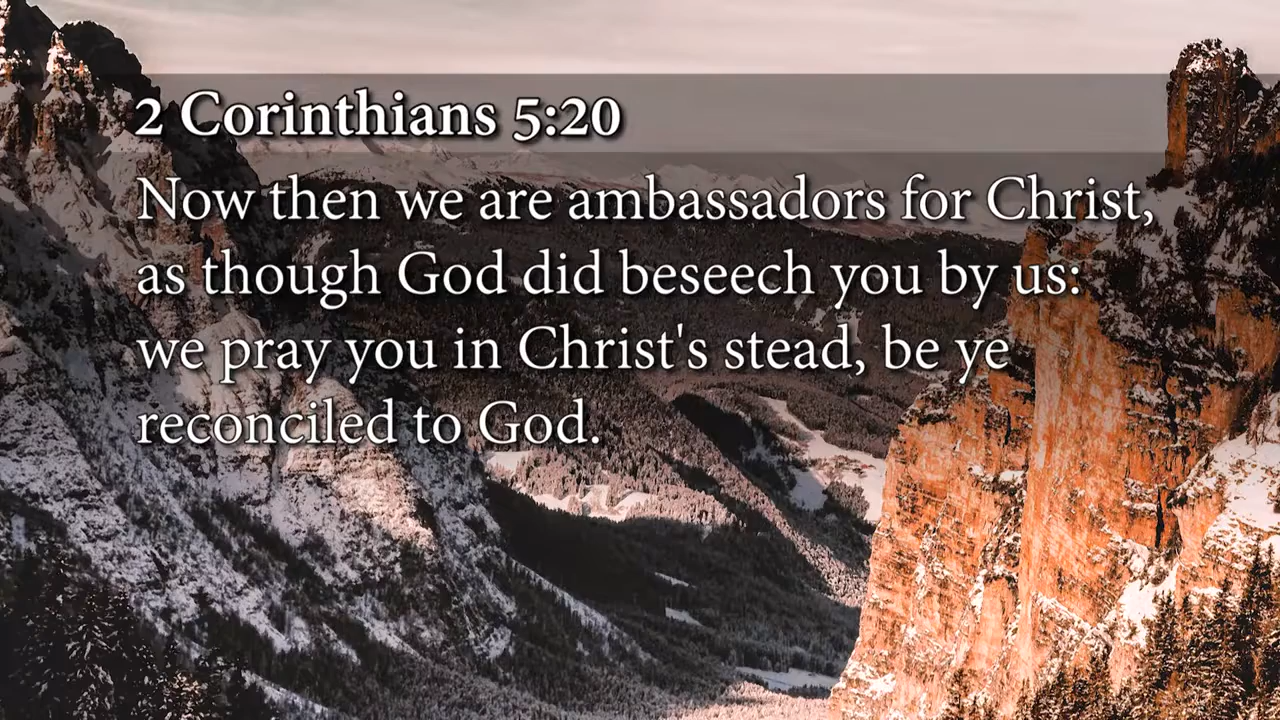 2 Corinthians 5:20
Now then we are ambassadors for Christ,
as though God did beseech you by us:
we pray you in Christ's stead, be ye
reconciled to God.